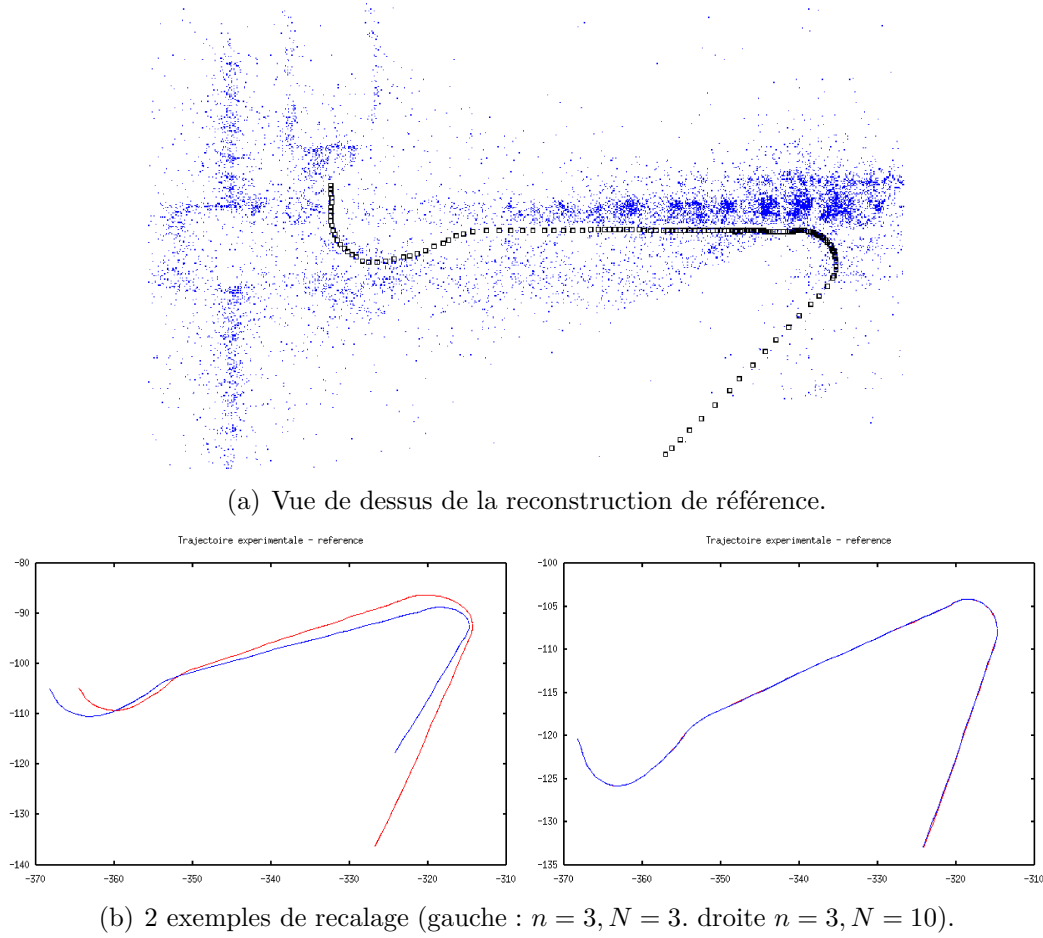 (a) Vue de dessus de la reconstruction de référence.
Trajectoire experimentale - reference
-80
-90
-100
-110
-120
-130
-140
-370 -360 -350 -340 -330 -320 -310
Trajectoire experimentale - reference
-100
-105
-110
-115
-120
-125
-130
-135
-370 -360 -350 -340 -330 -320 -310
(b) 2 exemples de recalage (gauche : n = 3, N = 3. droite n = 3, N = 10).